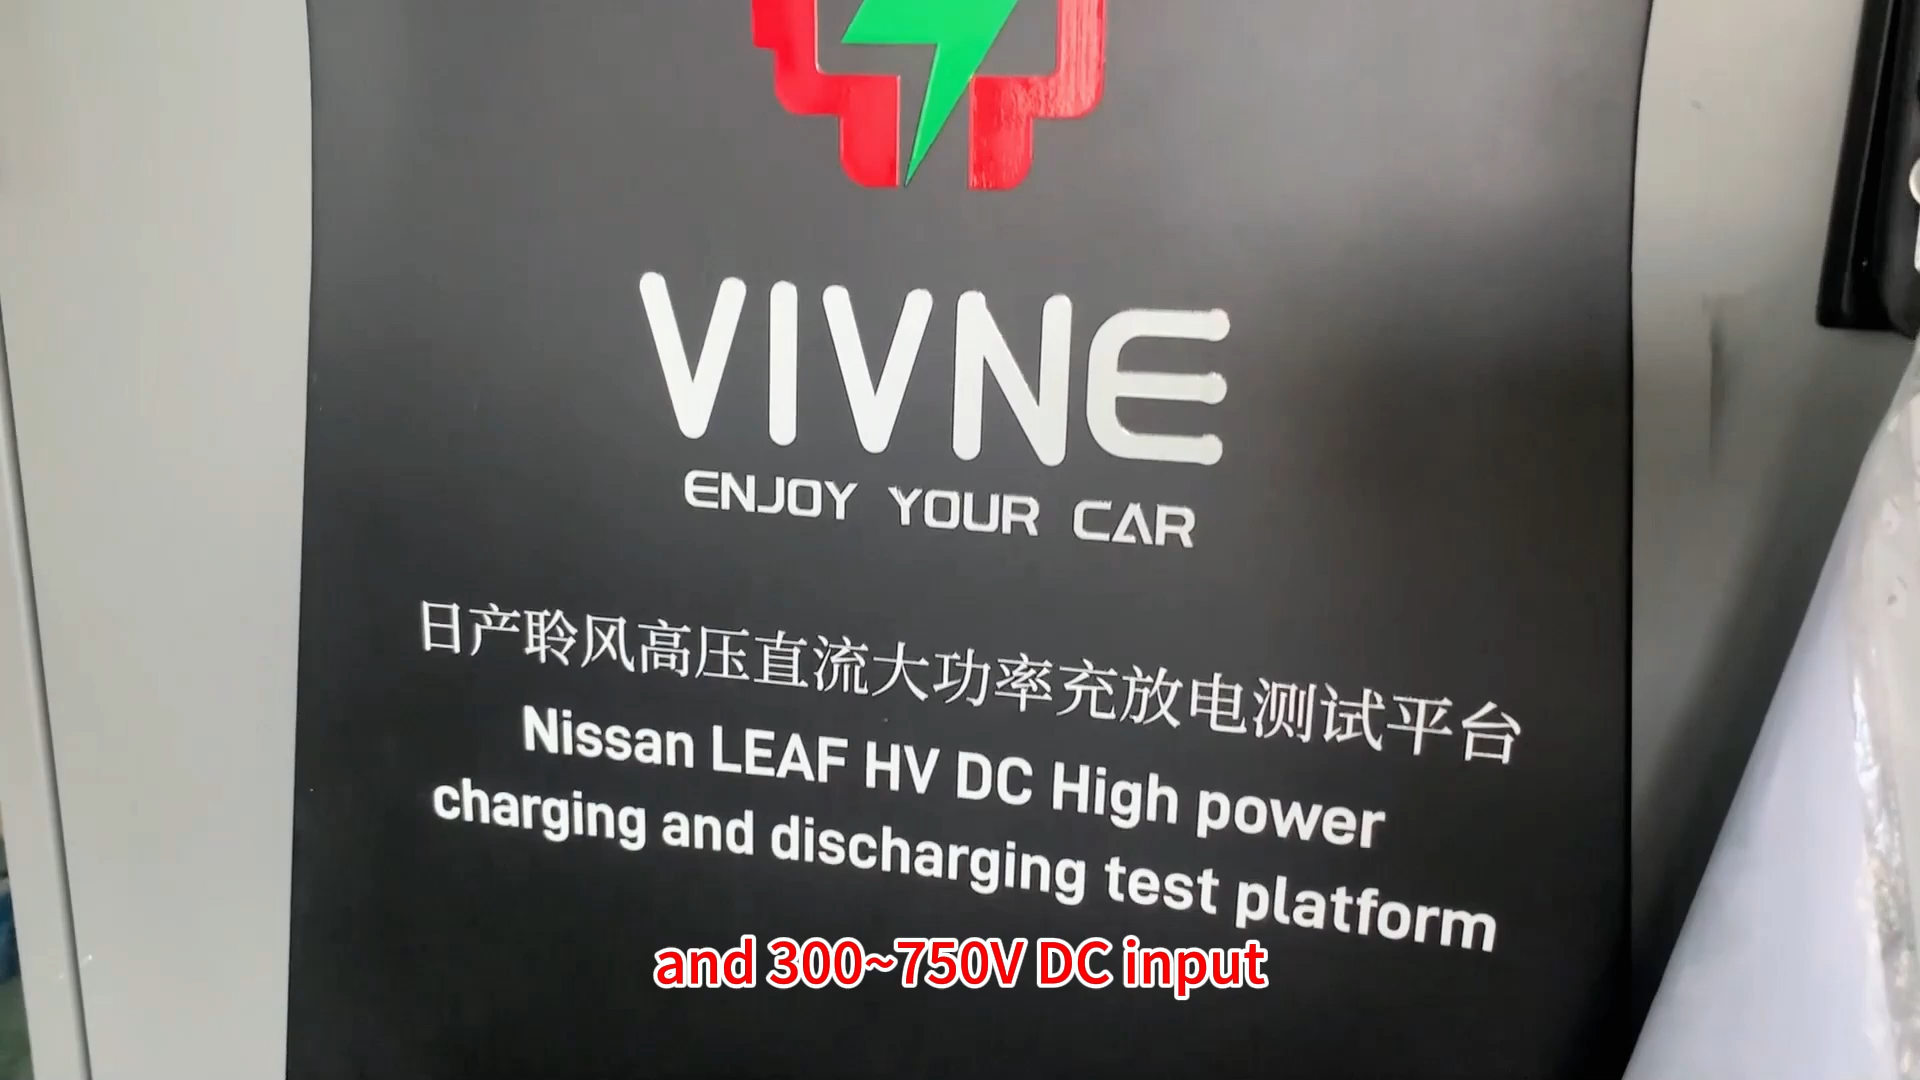 VIVNE
ENJOY YOUR CAR
日产聆风高压直流大功率充放电测试平台
Nissan LEAF HV DC High power
charging and discharging test platform
and 300~750V DC input